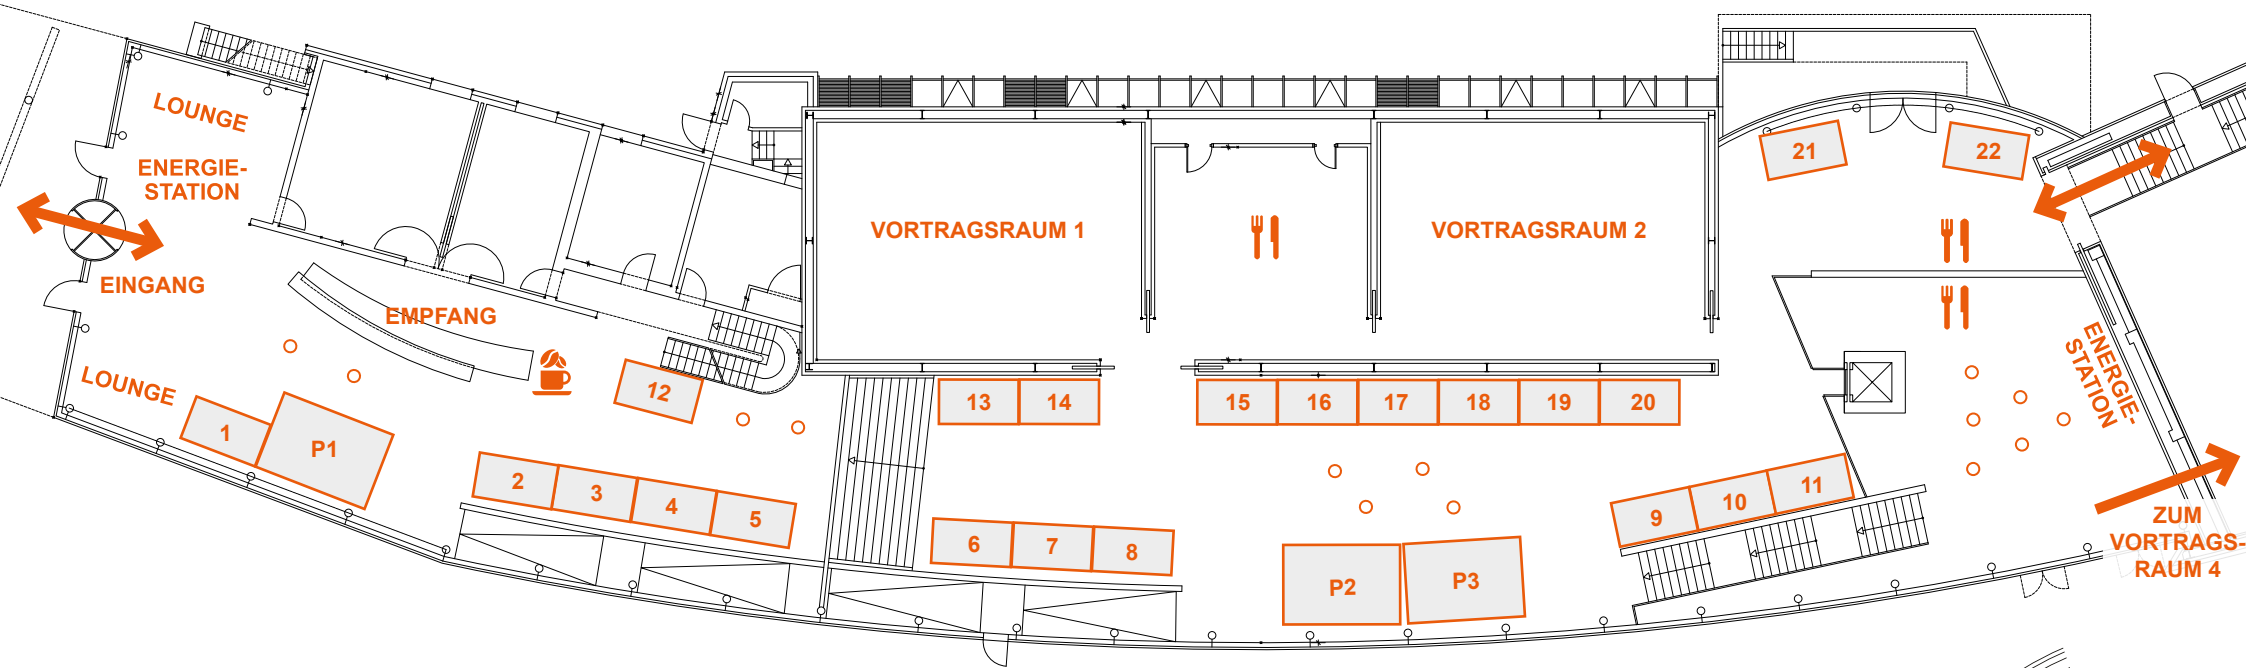 LOUNGE
ENERGIE-
STATION
EINGANG
EMPFANG
LOUNGE
1
P1
2
3
4
5
12
VORTRAGSRAUM 1
VORTRAGSRAUM 2
13
14
15
16
17
18
19
20
6
7
8
P2
P3
9
10
11
21
22
ENERGIE-
STATION
ZUM
VORTRAGS-
RAUM 4